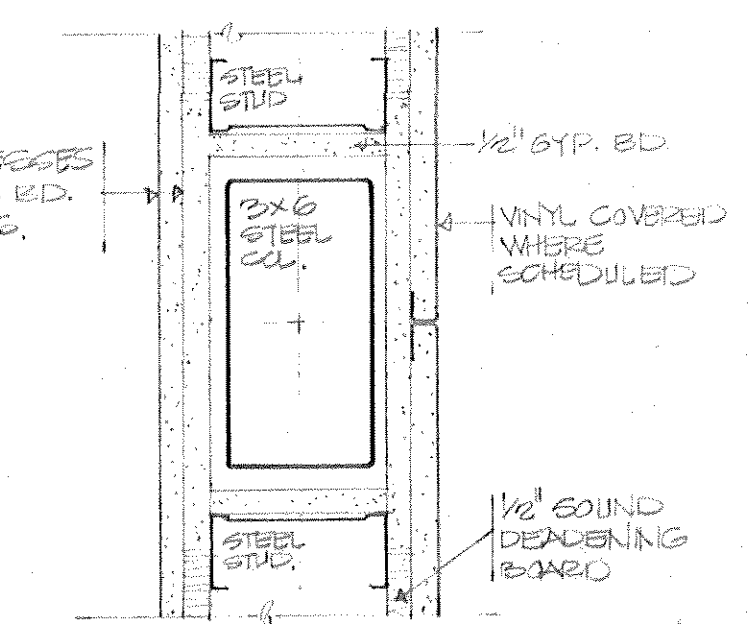 STEEL
STUD
1/2" GYP. BD.
BD.
3x6
STEEL
COL.
VINYL COVERED
WHERE
SCHEDULED
1/2" SOUND
DEADENING
BOARD
STEEL
STUD.